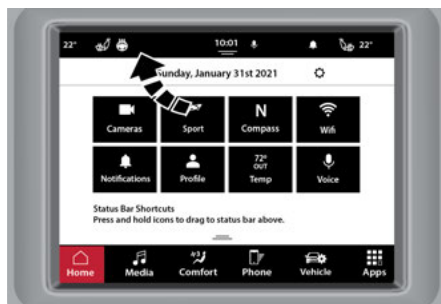 22° 10:01 22°
Sunday, January 31st 2021
Cameras Sport N Compass Wifi
Notifications Profile 72° OUT Temp Voice
Status Bar Shortcuts
Press and hold icons to drag to status bar above.
Home Media Comfort Phone Vehicle Apps